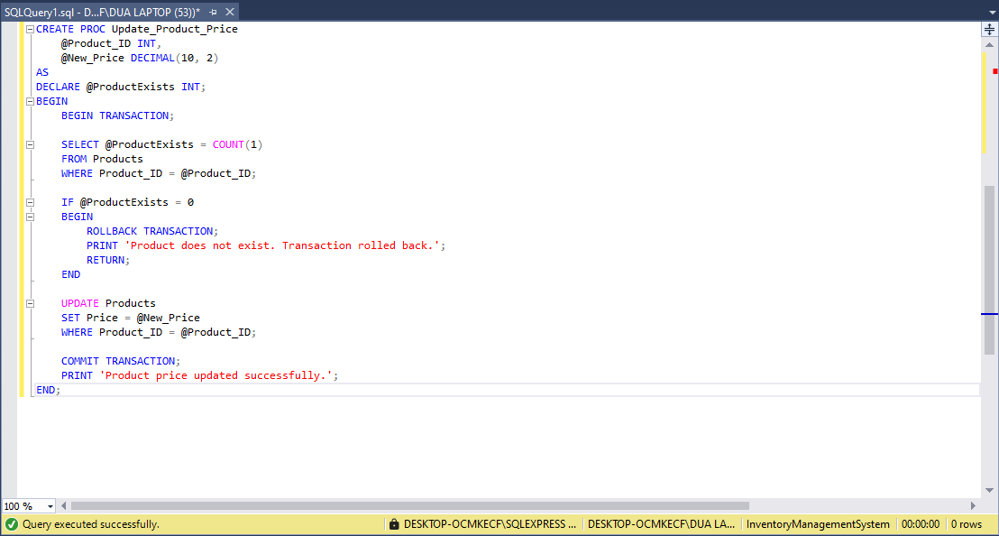 SQLQuery1.sql - D...F\DUA LAPTOP (53))*
CREATE PROC Update_Product_Price
    @Product_ID INT,
    @New_Price DECIMAL(10, 2)
AS
DECLARE @ProductExists INT;
BEGIN
    BEGIN TRANSACTION;
    SELECT @ProductExists = COUNT(1)
    FROM Products
    WHERE Product_ID = @Product_ID;
    IF @ProductExists = 0
    BEGIN
        ROLLBACK TRANSACTION;
        PRINT 'Product does not exist. Transaction rolled back.';
        RETURN;
    END
    UPDATE Products
    SET Price = @New_Price
    WHERE Product_ID = @Product_ID;
    COMMIT TRANSACTION;
    PRINT 'Product price updated successfully.';
END;
100 %
Query executed successfully. DESKTOP-OCMKECF\SQLEXPRESS ... DESKTOP-OCMKECF\DUA LA... InventoryManagementSystem 00:00:00 0 rows